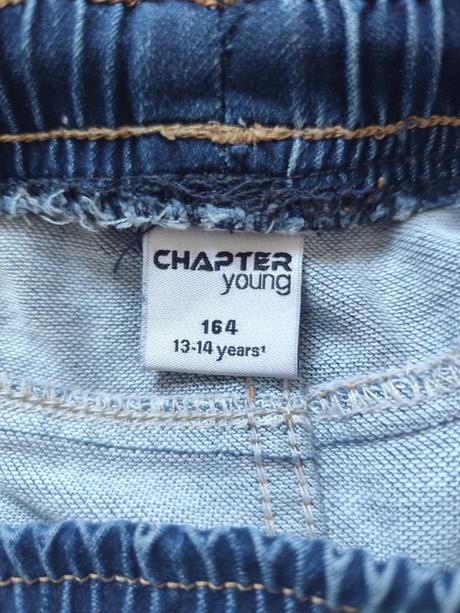 CHAPTER
young
164
13-14 years¹